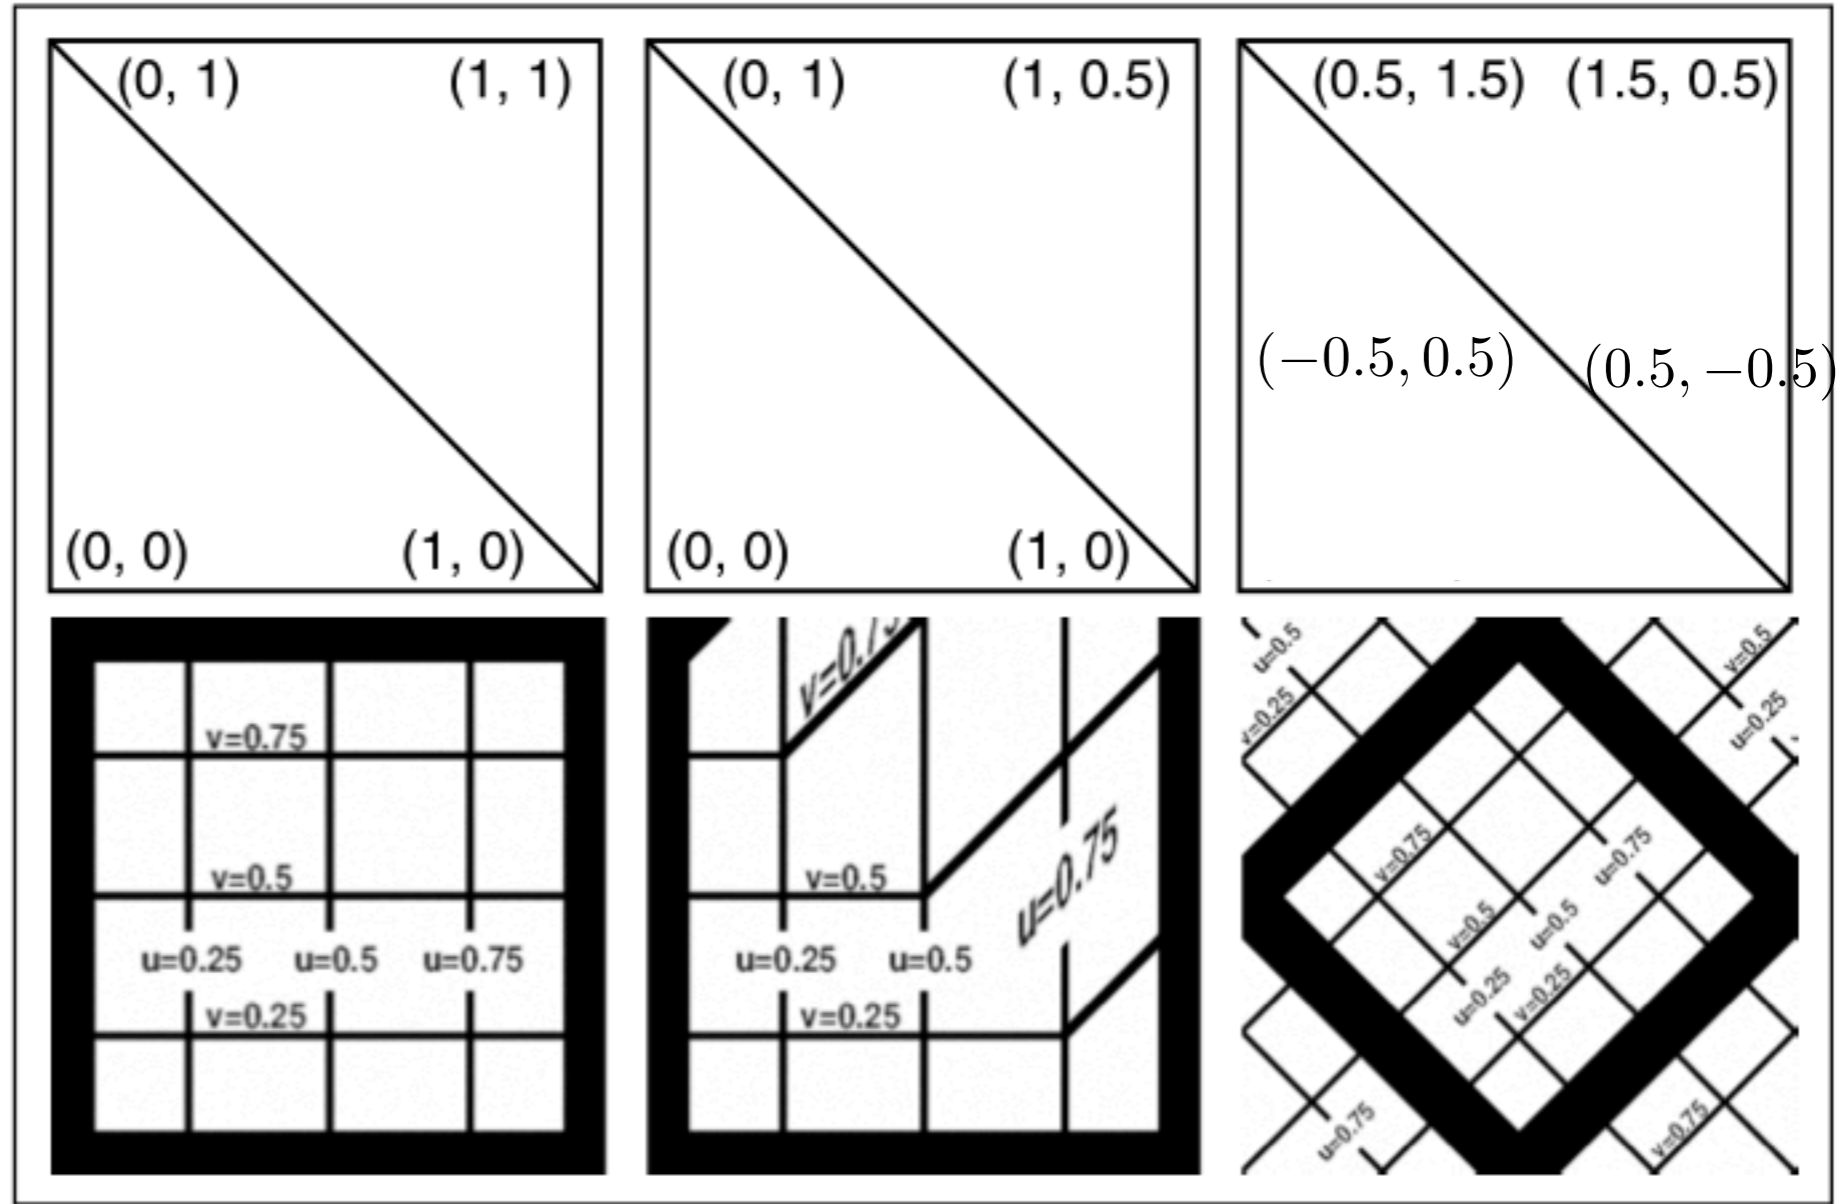 (0, 1) (1, 1)
(0, 0) (1, 0)
(0, 1) (1, 0.5)
(0, 0) (1, 0)
(0.5, 1.5) (1.5, 0.5)
(−0.5, 0.5) (0.5, −0.5)
v=0.75
v=0.5
u=0.25 u=0.5 u=0.75
v=0.25
v=0.75
v=0.5
u=0.75
u=0.25 u=0.5
v=0.25
u=0.5
v=0.5
v=0.25
u=0.25
v=0.75
u=0.75
v=0.5
u=0.5
u=0.25
v=0.25
u=0.75
v=0.75